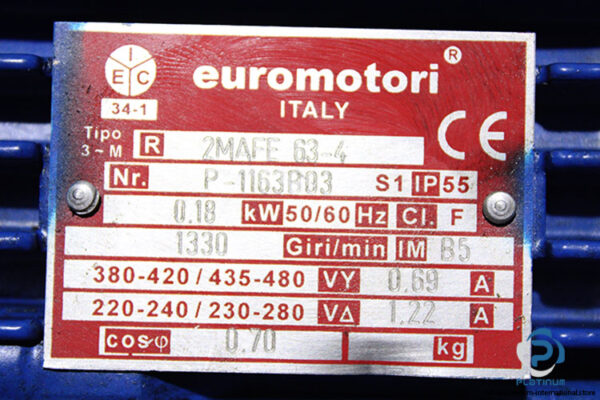 I
E C
34-1
euromotori ®
ITALY
CE
Tipo
3~M R 2MAFE 63-4
Nr. P-1163B03 S1 IP 55
0.18 kW 50/60 Hz Cl. F
1330 Giri/min IM B5
380-420/435-480 VY 0.69 A
220-240/230-280 VΔ 1.22 A
cosφ 0.70 kg
PLATINUM